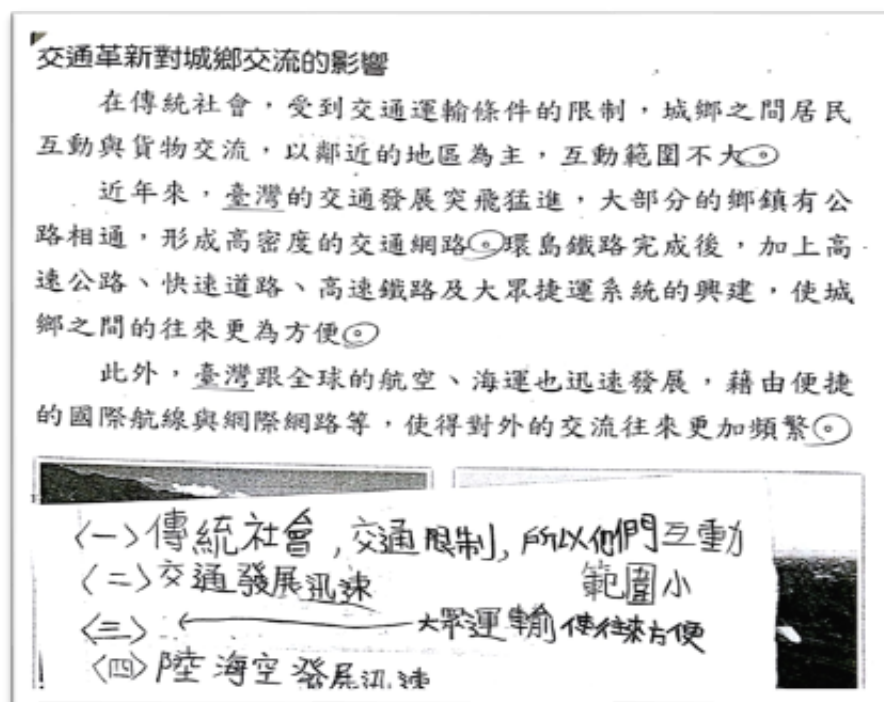 交通革新對城鄉交流的影響
在傳統社會,受到交通運輸條件的限制,城鄉之間居民
互動與貨物交流,以鄰近的地區為主,互動範圍不大。
近年來,臺灣的交通發展突飛猛進,大部分的鄉鎮有公
路相通,形成高密度的交通網路。環島鐵路完成後,加上高
速公路、快速道路、高速鐵路及大眾捷運系統的興建,使城
鄉之間的往來更為方便。
此外,臺灣跟全球的航空、海運也迅速發展,藉由便捷
的國際航線與網際網路等,使得對外的交流往來更加頻繁。
〈一〉傳統社會,交通限制,所以他們互動
範圍小
〈二〉交通發展迅速
〈三〉← 大眾運輸使往來方便
〈四〉陸海空發展迅速